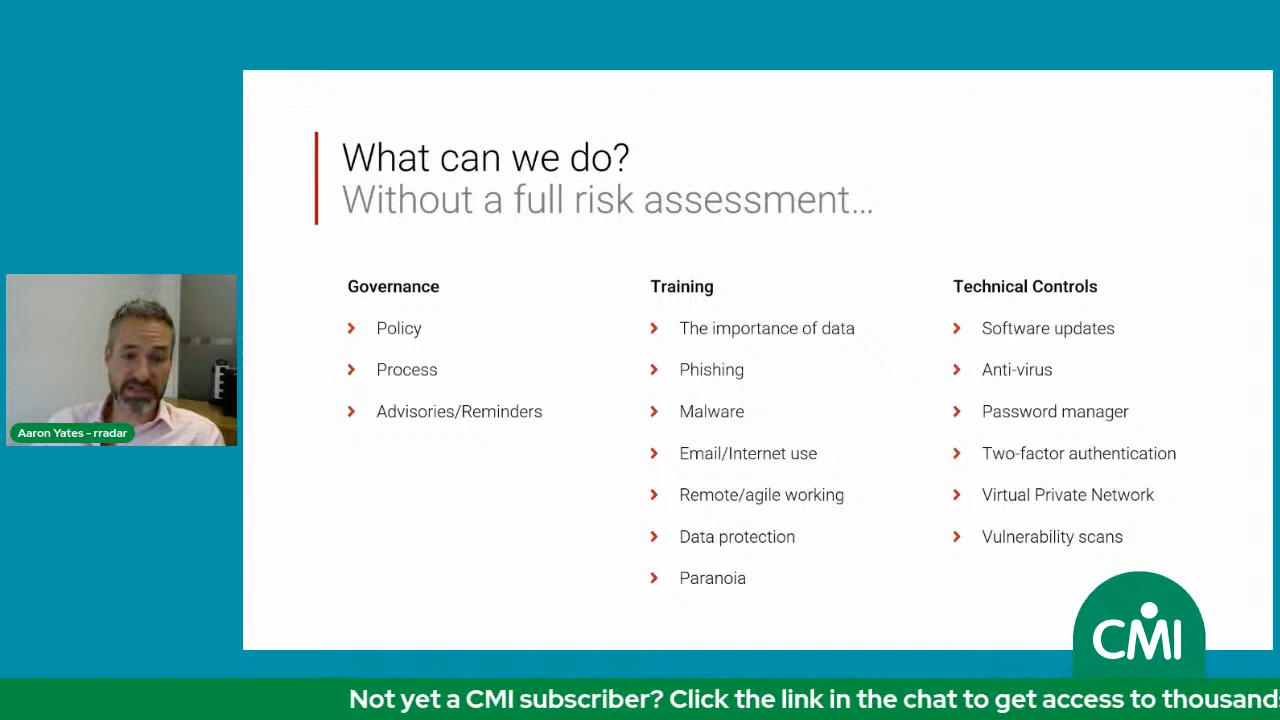 What can we do?
Without a full risk assessment...
Governance
Policy
Process
Advisories/Reminders
Training
The importance of data
Phishing
Malware
Email/Internet use
Remote/agile working
Data protection
Paranoia
Technical Controls
Software updates
Anti-virus
Password manager
Two-factor authentication
Virtual Private Network
Vulnerability scans
Aaron Yates - rradar
CMI
Not yet a CMI subscriber? Click the link in the chat to get access to thousands